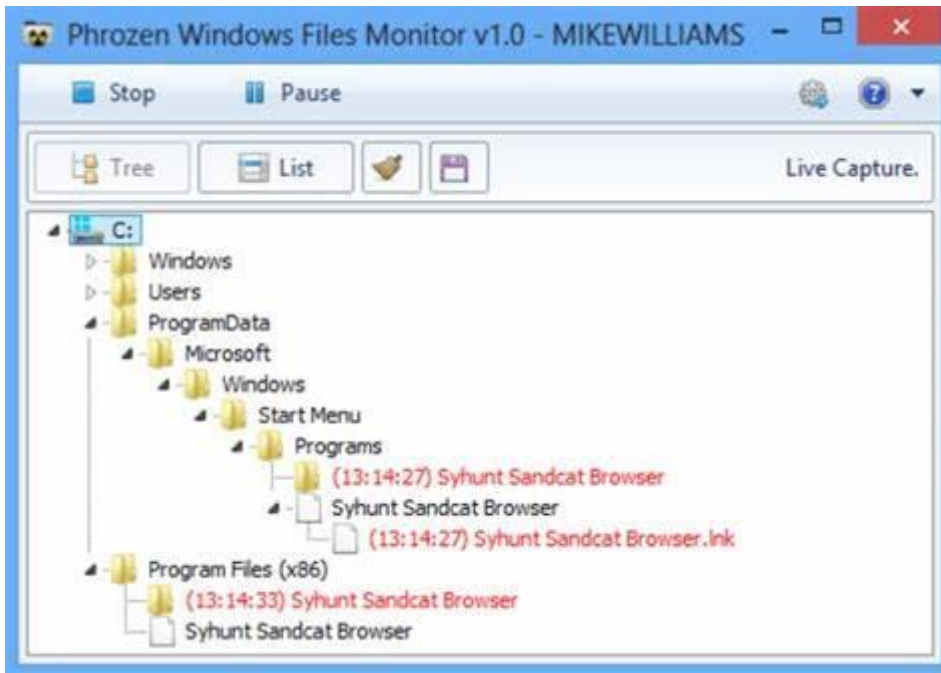 Phrozen Windows Files Monitor v1.0 - MIKEWILLIAMS
Stop Pause
Tree List Live Capture.
C:
Windows
Users
ProgramData
Microsoft
Windows
Start Menu
Programs
(13:14:27) Syhunt Sandcat Browser
Syhunt Sandcat Browser
(13:14:27) Syhunt Sandcat Browser.lnk
Program Files (x86)
(13:14:33) Syhunt Sandcat Browser
Syhunt Sandcat Browser